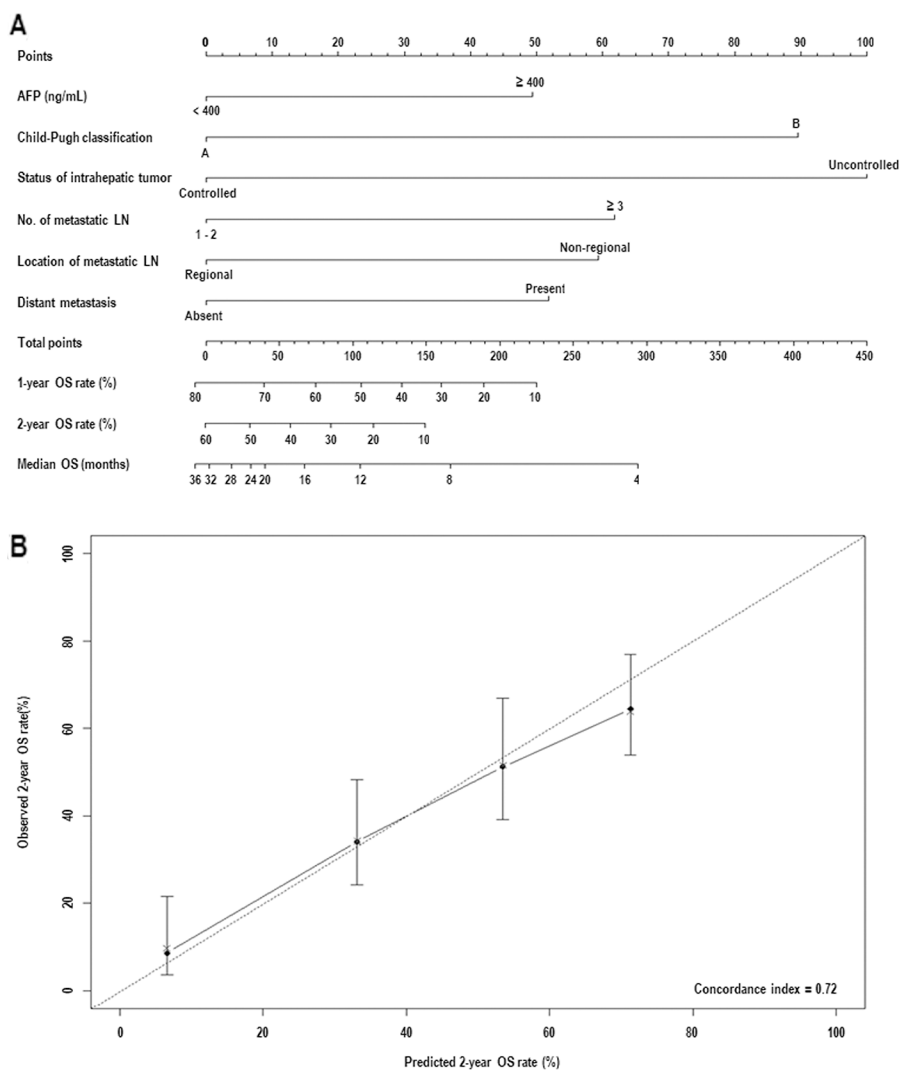 A
Points
0 10 20 30 40 50 60 70 80 90 100
AFP (ng/mL)
≥ 400
< 400
Child-Pugh classification
B
A
Status of intrahepatic tumor
Uncontrolled
Controlled
No. of metastatic LN
≥ 3
1 - 2
Location of metastatic LN
Non-regional
Regional
Distant metastasis
Present
Absent
Total points
0 50 100 150 200 250 300 350 400 450
1-year OS rate (%)
80 70 60 50 40 30 20 10
2-year OS rate (%)
60 50 40 30 20 10
Median OS (months)
36 32 28 24 20 16 12 8 4
B
Observed 2-year OS rate(%)
100
80
60
40
20
0
Concordance index = 0.72
0 20 40 60 80 100
Predicted 2-year OS rate (%)